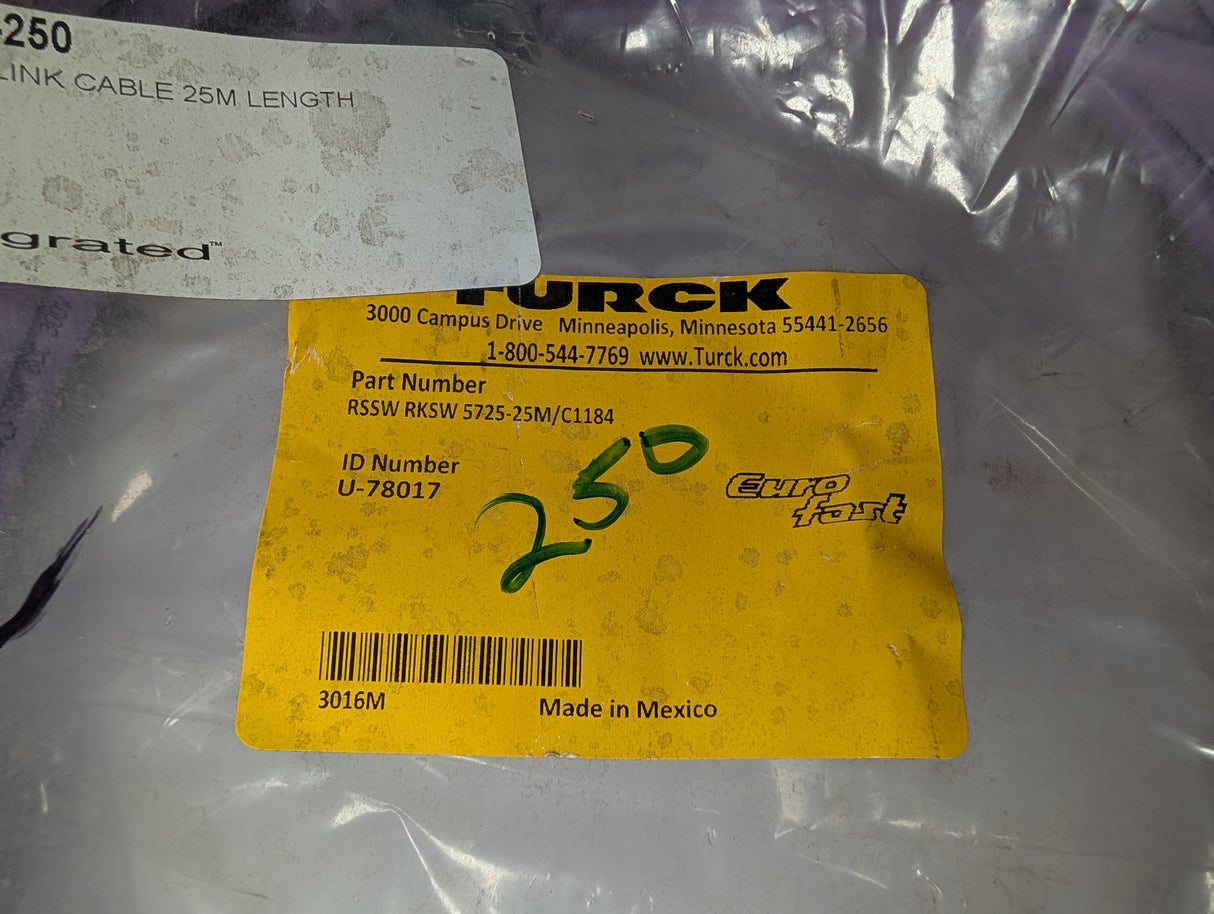 -250
LINK CABLE 25M LENGTH
grated™
TURCK
3000 Campus Drive Minneapolis, Minnesota 55441-2656
1-800-544-7769 www.Turck.com
Part Number
RSSW RKSW 5725-25M/C1184
ID Number
U-78017
250
Euro
fast
3016M
Made in Mexico